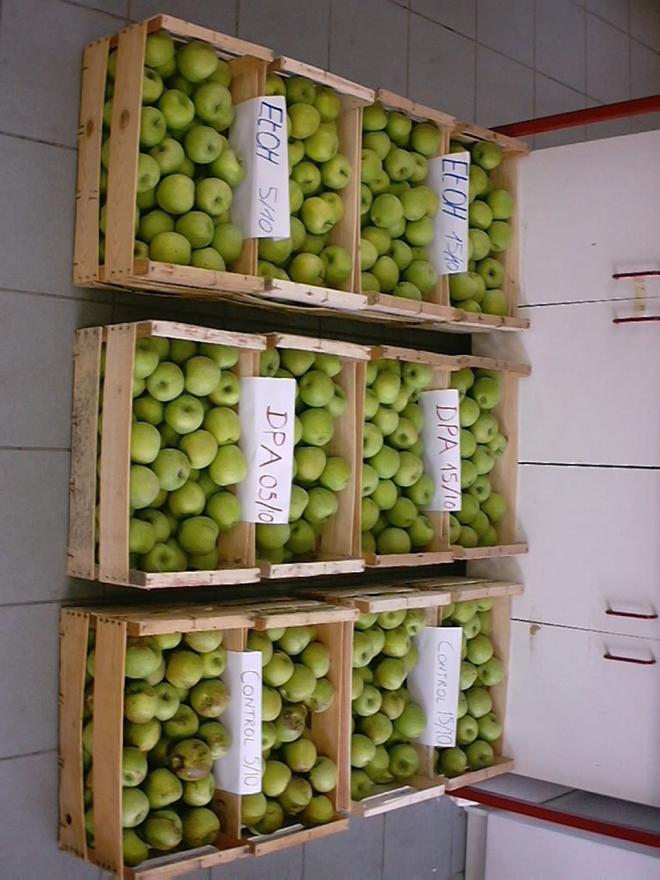 EtOH 5/10
EtOH 15/10
DPA 05/10
DPA 15/10
CONTROL 5/10
CONTROL 15/10